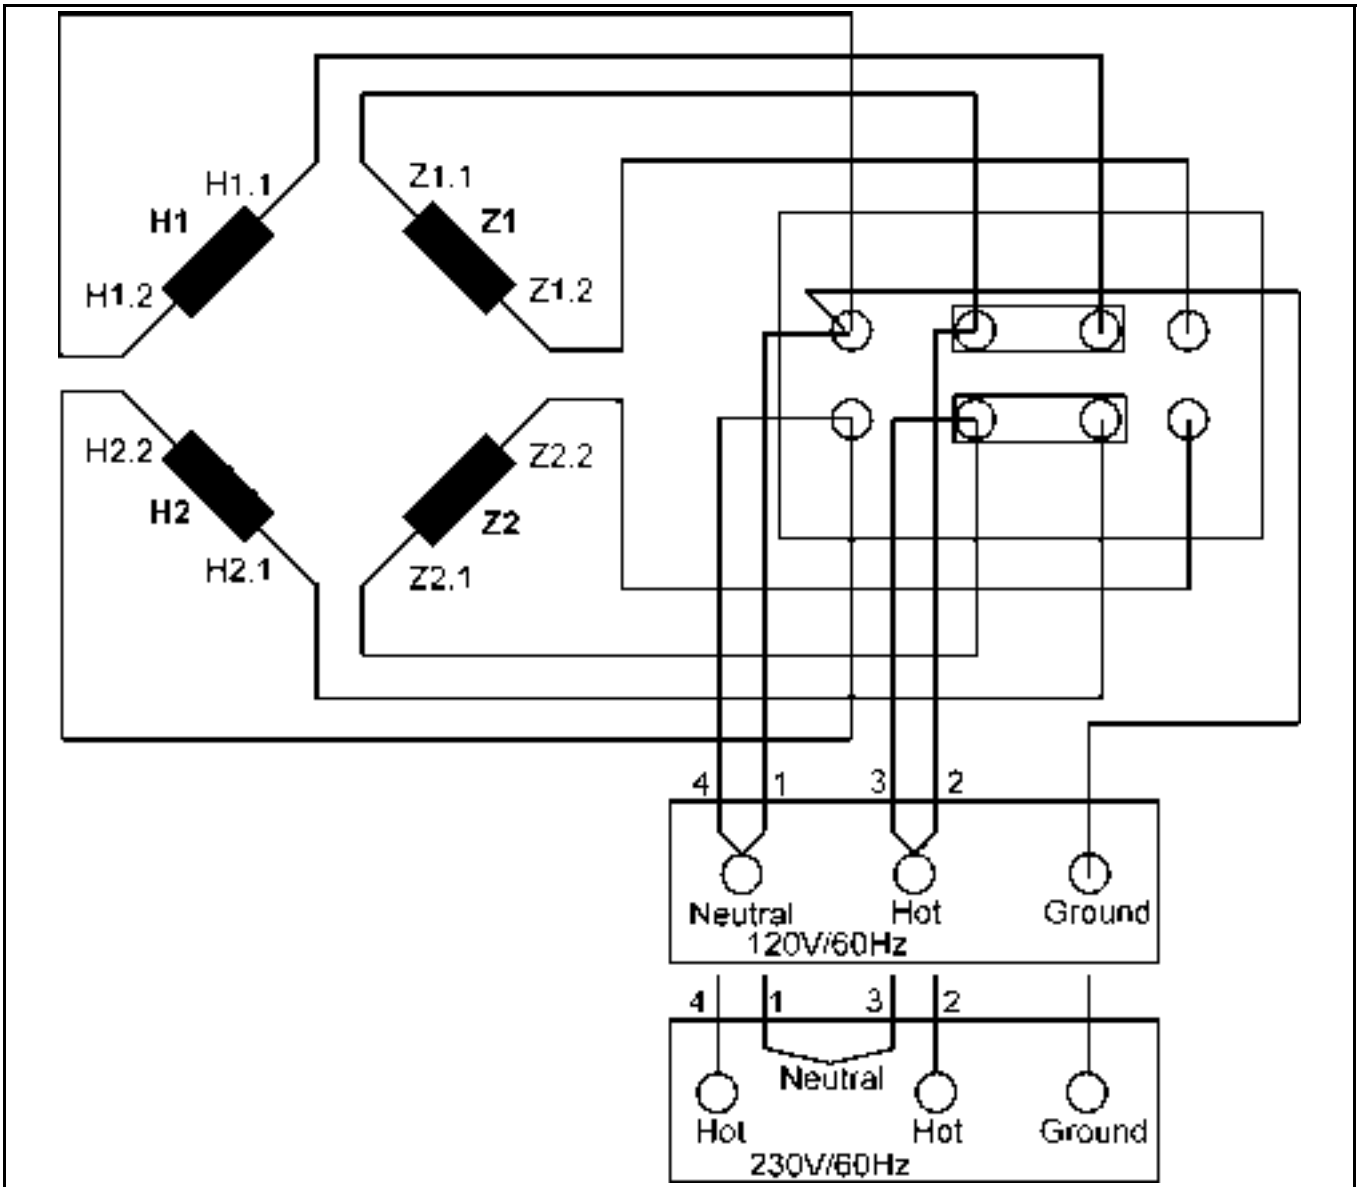 H1.1
H1
H1.2
Z1.1
Z1
Z1.2
H2.2
H2
H2.1
Z2.2
Z2
Z2.1
4 1 3 2
Neutral Hot Ground
120V/60Hz
4 1 3 2
Neutral
Hot Hot Ground
230V/60Hz